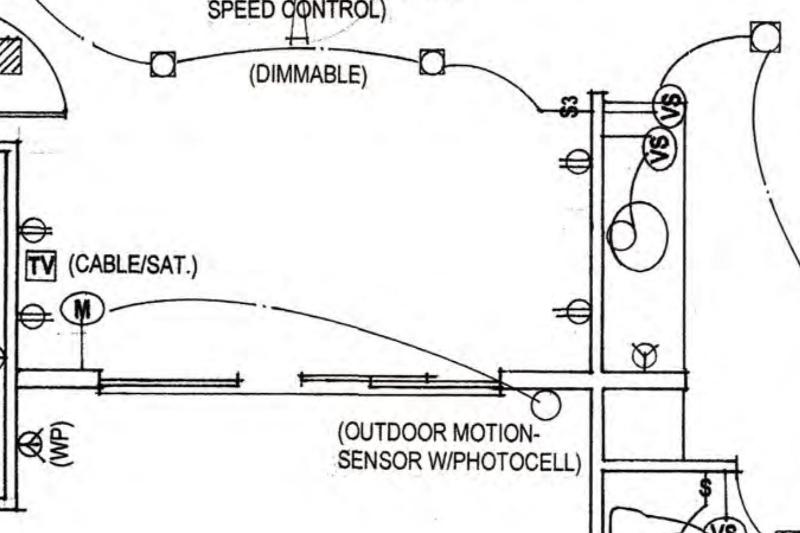 SPEED CONTROL)
(DIMMABLE)
S3
VS
VS
TV (CABLE/SAT.)
M
(WP)
(OUTDOOR MOTION-
SENSOR W/PHOTOCELL)
S
VS